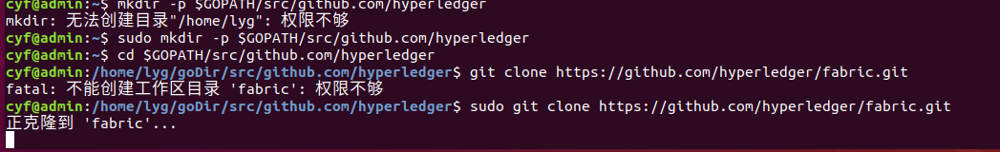 cyf@admin:~$ mkdir -p $GOPATH/src/github.com/hyperledger
mkdir: 无法创建目录"/home/lyg": 权限不够
cyf@admin:~$ sudo mkdir -p $GOPATH/src/github.com/hyperledger
cyf@admin:~$ cd $GOPATH/src/github.com/hyperledger
cyf@admin:/home/lyg/goDir/src/github.com/hyperledger$ git clone https://github.com/hyperledger/fabric.git
fatal: 不能创建工作区目录 'fabric': 权限不够
cyf@admin:/home/lyg/goDir/src/github.com/hyperledger$ sudo git clone https://github.com/hyperledger/fabric.git
正克隆到 'fabric'...